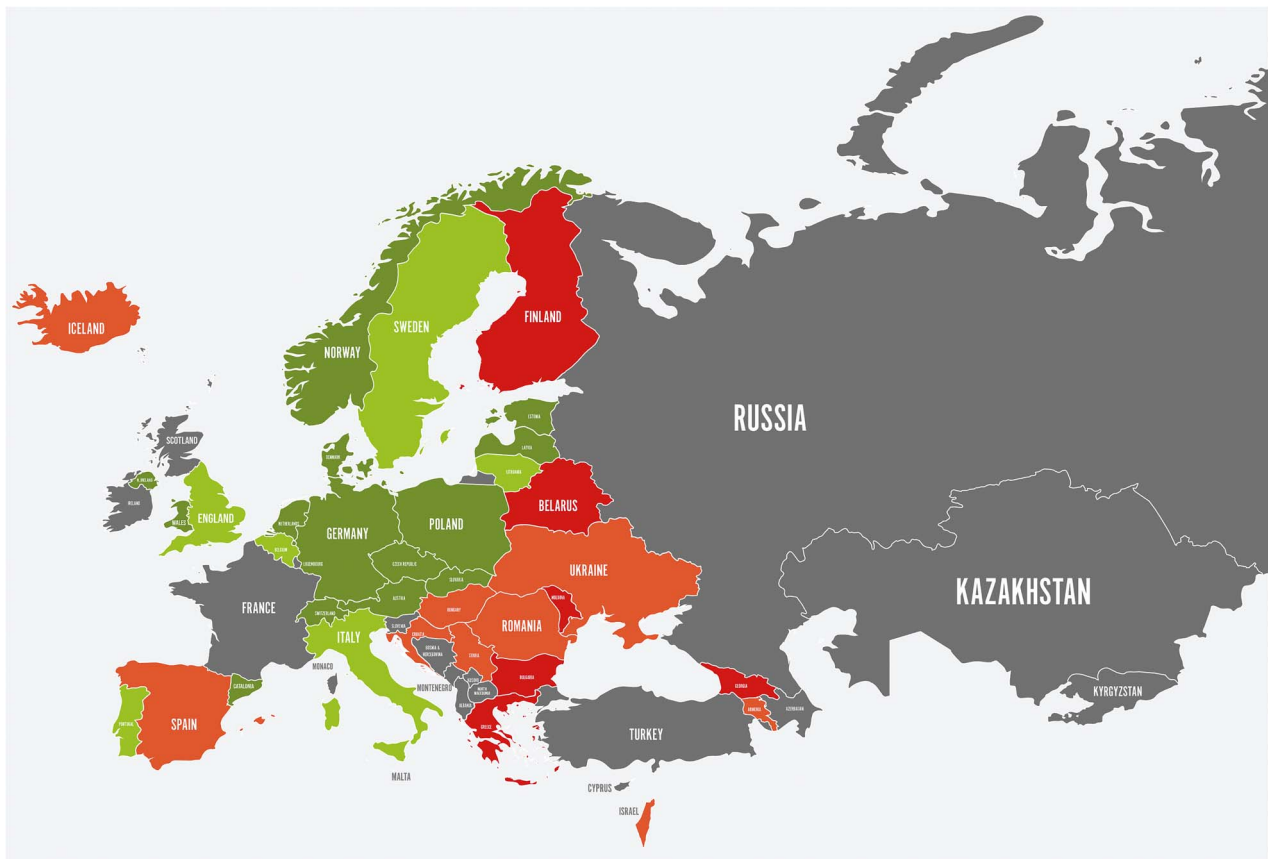 ICELAND
NORWAY
SWEDEN
FINLAND
RUSSIA
SCOTLAND
N. IRELAND
IRELAND
WALES
ENGLAND
DENMARK
LATVIA
LITHUANIA
BELARUS
NETHERLANDS
BELGIUM
LUXEMBOURG
GERMANY
POLAND
CZECH REPUBLIC
SLOVAKIA
AUSTRIA
SWITZERLAND
UKRAINE
KAZAKHSTAN
FRANCE
ITALY
SLOVENIA
HUNGARY
CROATIA
ROMANIA
MOLDOVA
BOSNIA &
HERZEGOVINA
SERBIA
MONACO
MONTENEGRO
KOSOVO
BULGARIA
NORTH
MACEDONIA
ALBANIA
GREECE
CATALONIA
PORTUGAL
SPAIN
GEORGIA
ARMENIA
AZERBAIJAN
KYRGYZSTAN
TURKEY
MALTA
CYPRUS
ISRAEL